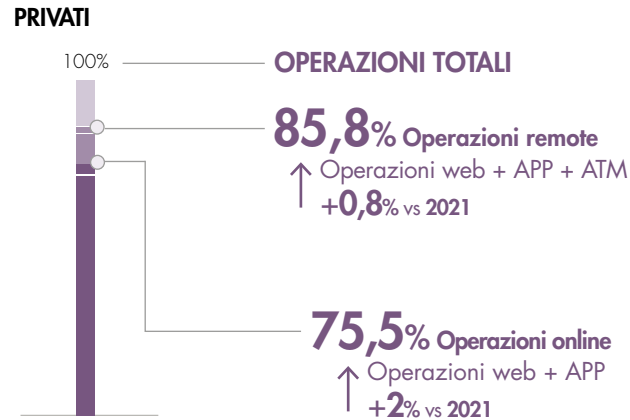 PRIVATI
100%
OPERAZIONI TOTALI
85,8% Operazioni remote
Operazioni web + APP + ATM
+0,8% vs 2021
75,5% Operazioni online
Operazioni web + APP
+2% vs 2021